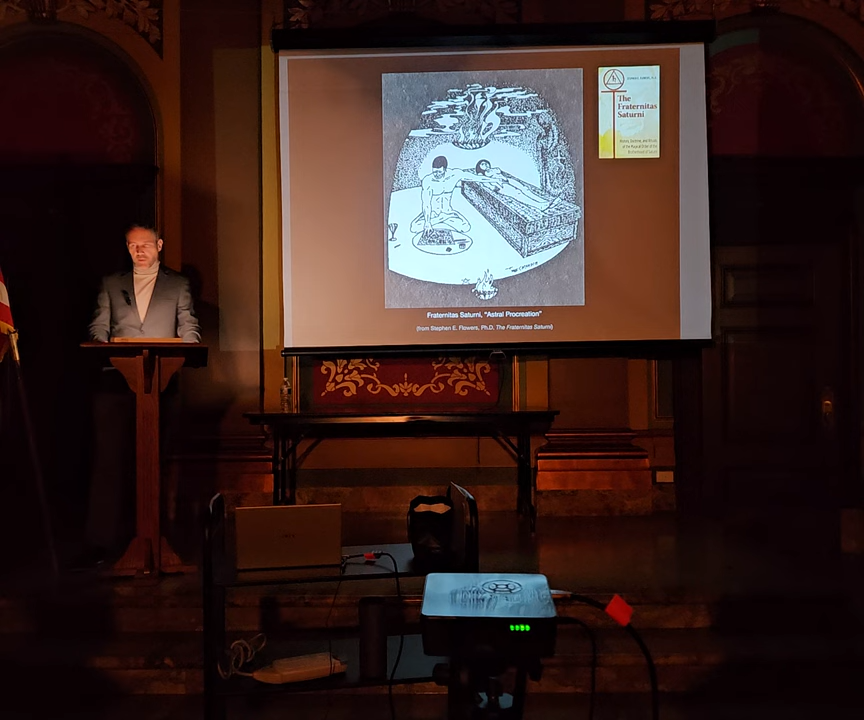 The
Fraternitas
Saturni
Fraternitas Saturni, "Astral Procreation"
(from Stephen E. Flowers, Ph.D. The Fraternitas Saturni)